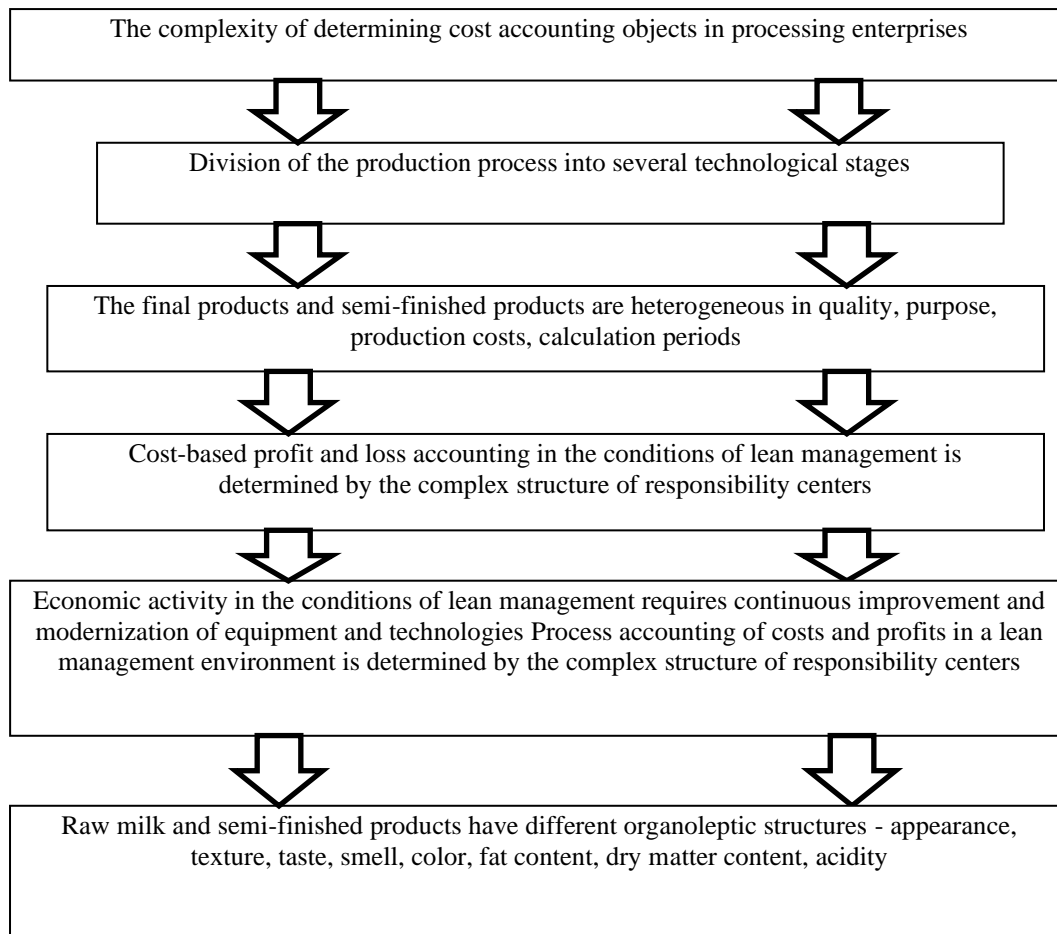 The complexity of determining cost accounting objects in processing enterprises
Division of the production process into several technological stages
The final products and semi-finished products are heterogeneous in quality, purpose,
production costs, calculation periods
Cost-based profit and loss accounting in the conditions of lean management is
determined by the complex structure of responsibility centers
Economic activity in the conditions of lean management requires continuous improvement and
modernization of equipment and technologies Process accounting of costs and profits in a lean
management environment is determined by the complex structure of responsibility centers
Raw milk and semi-finished products have different organoleptic structures - appearance,
texture, taste, smell, color, fat content, dry matter content, acidity